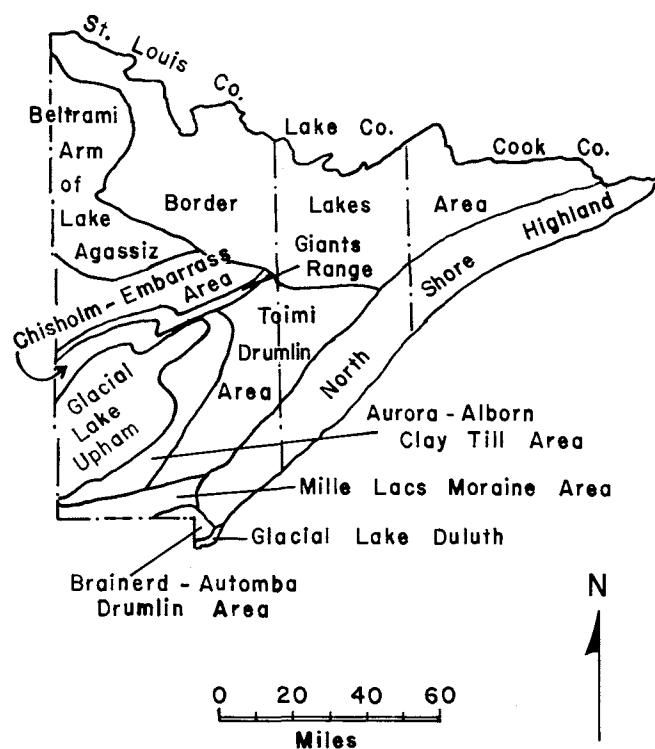 St. Louis Co.
Lake Co.
Cook Co.
Beltrami
Arm
of
Lake
Agassiz
Border Lakes Area
North Shore Highland
Giants
Range
Chisholm-Embarrass
Area
Toimi
Drumlin
Area
Glacial
Lake
Upham
Aurora-Alborn
Clay Till Area
Mille Lacs Moraine Area
Glacial Lake Duluth
Brainerd-Automba
Drumlin Area
N
0 20 40 60
Miles